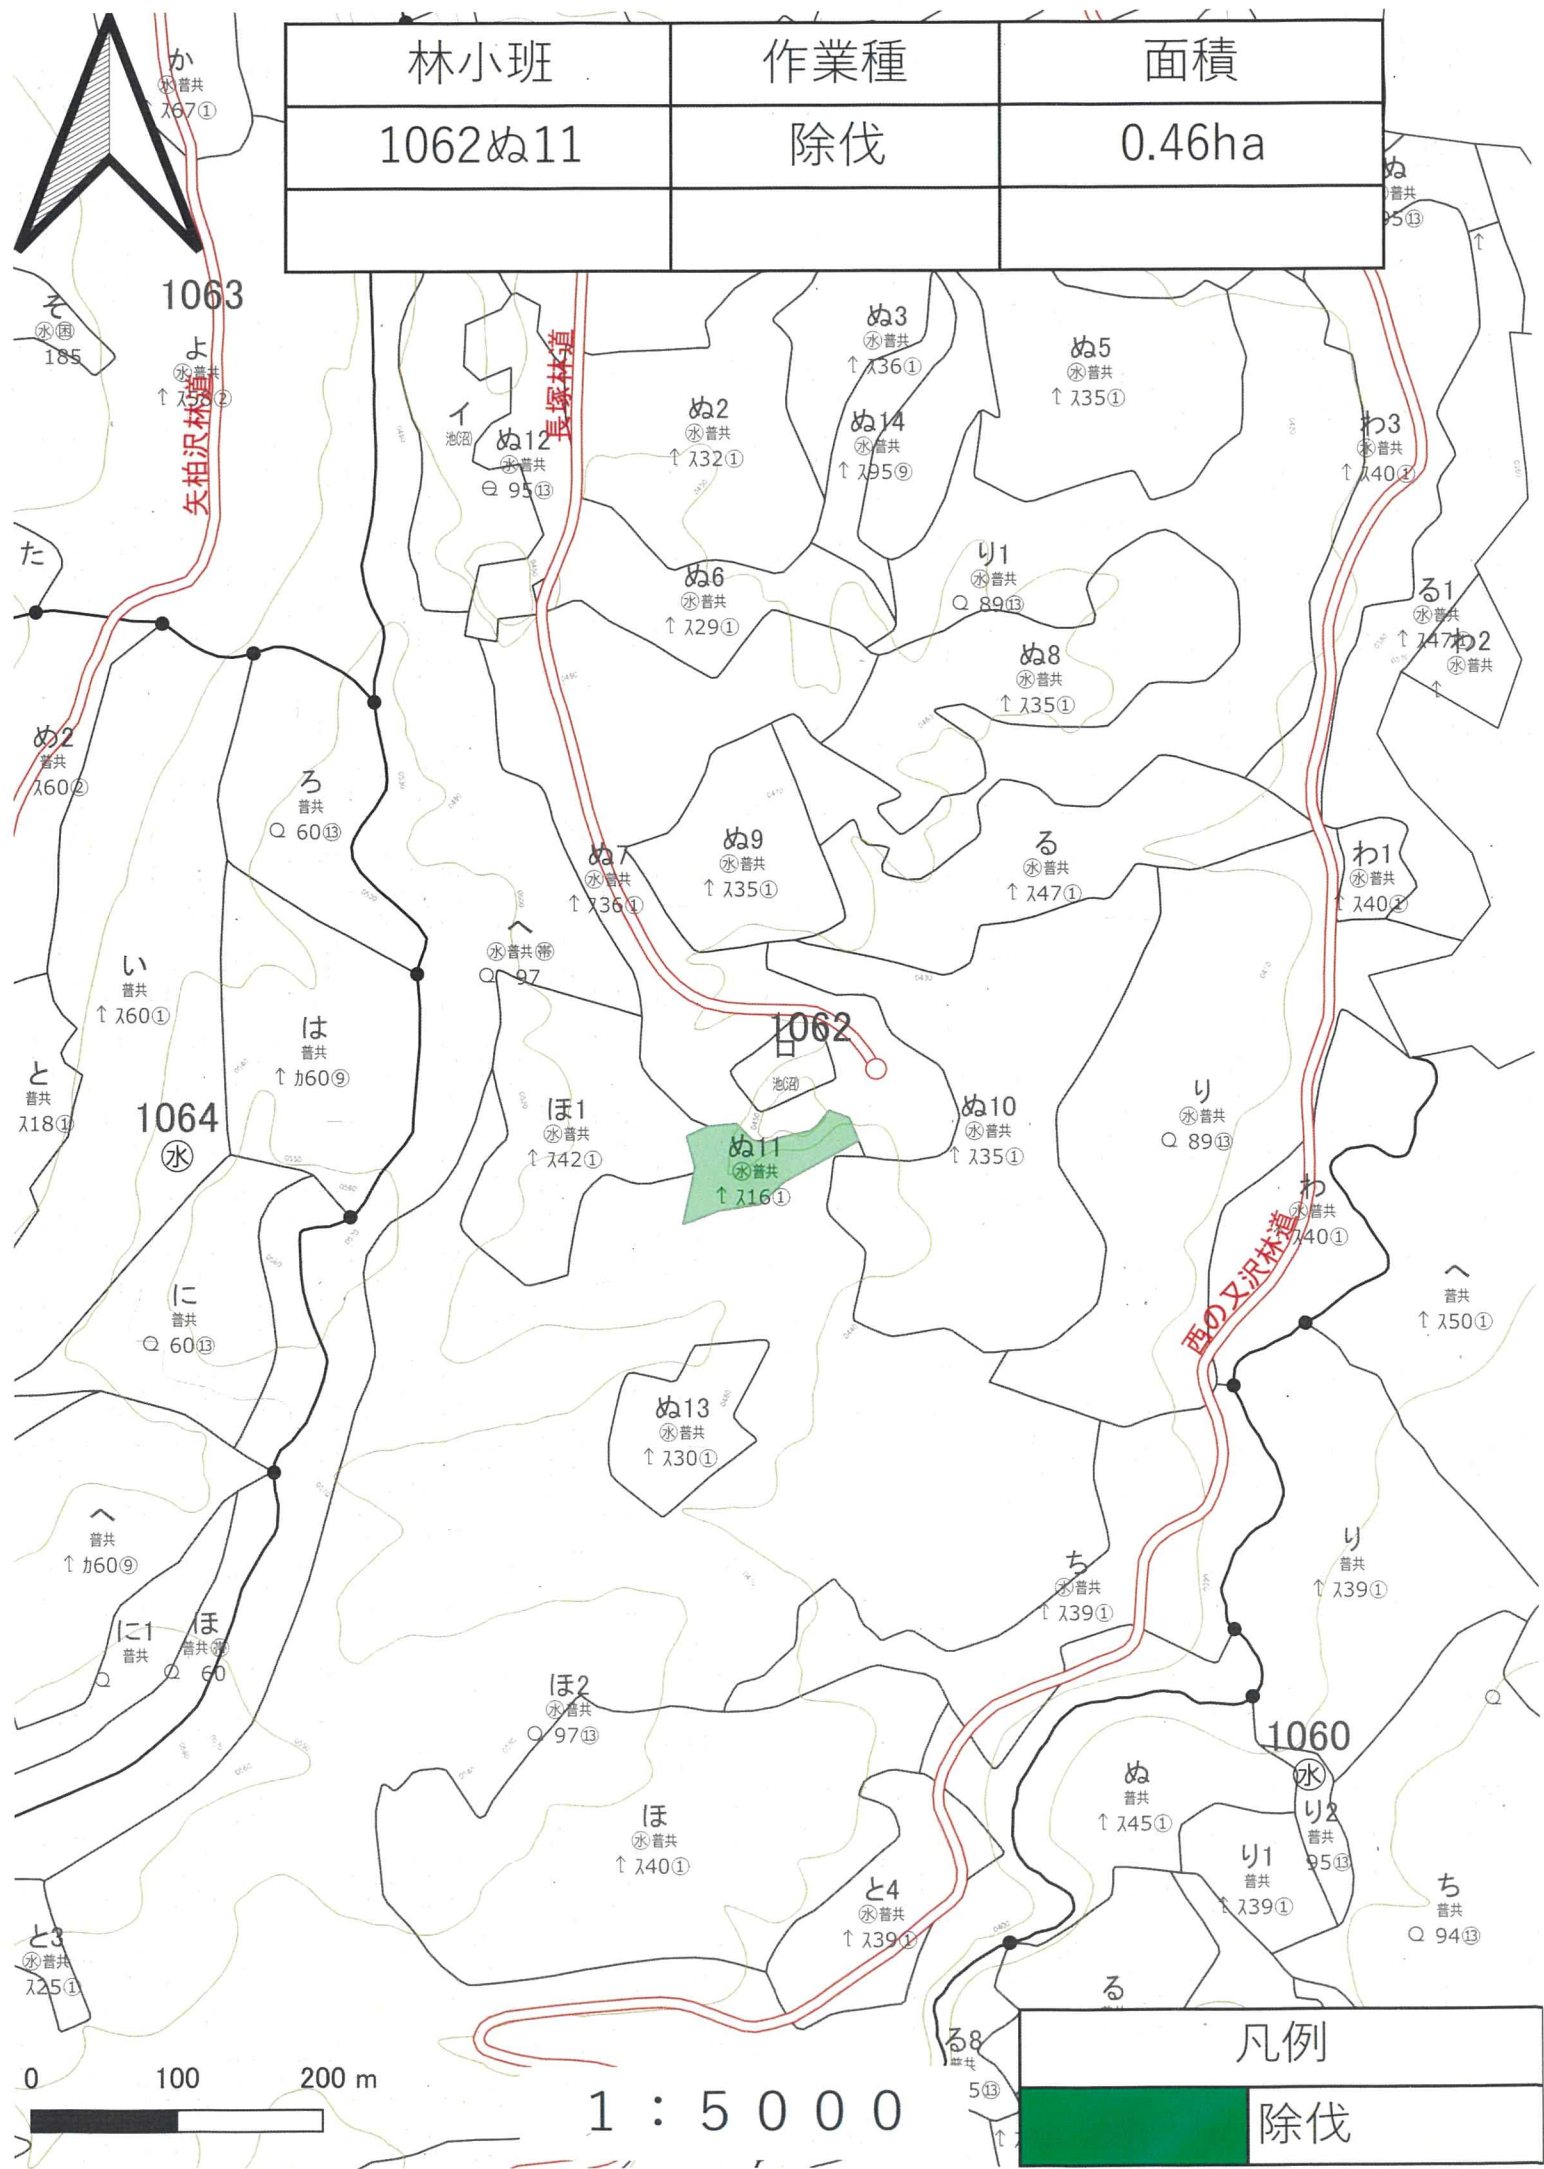 林小班 作業種 面積
1062ぬ11 除伐 0.46ha
か
㊌普共
↑ ｽ67①
ぬ
普共
95⑬
1063
そ
185
よ
㊌普共
矢柏沢林道
長塚林道
イ
池(沼)
ぬ12
㊌普共
95⑬
ぬ2
㊌普共
↑ ｽ32①
ぬ3
㊌普共
↑ ｽ36①
ぬ14
㊌普共
↑ ｽ95⑨
ぬ5
㊌普共
↑ ｽ35①
わ3
㊌普共
↑ ｽ40①
た
ぬ6
㊌普共
↑ ｽ29①
り1
㊌普共
Q 89⑬
る1
㊌普共
わ2
㊌普共
↑
ぬ8
㊌普共
↑ ｽ35①
め2
普共
ｽ60②
ろ
普共
Q 60⑬
ぬ7
㊌普共
↑ ｽ36①
ぬ9
㊌普共
↑ ｽ35①
る
㊌普共
↑ ｽ47①
わ1
㊌普共
↑ ｽ40①
へ
㊌普共
Q 97
い
普共
↑ ｽ60①
は
普共
↑ ｶ60⑨
1062
ロ
池(沼)
と
普共
ｽ18①
1064
㊌
ほ1
㊌普共
↑ ｽ42①
ぬ11
㊌普共
↑ ｽ16①
ぬ10
㊌普共
↑ ｽ35①
り
㊌普共
Q 89⑬
わ
㊌普共
ｽ40①
西の又沢林道
に
普共
Q 60⑬
へ
普共
↑ ｽ50①
ぬ13
㊌普共
↑ ｽ30①
へ
普共
↑ ｶ60⑨
ち
㊌普共
↑ ｽ39①
り
普共
↑ ｽ39①
に1
普共
Q
ほ
普共
Q 60
ほ2
㊌普共
Q 97⑬
1060
㊌
ぬ
普共
↑ ｽ45①
り2
普共
95⑬
ほ
㊌普共
↑ ｽ40①
り1
普共
↑ ｽ39①
と4
㊌普共
↑ ｽ39①
ち
普共
Q 94⑬
と3
㊌普共
ｽ25①
る
る8
普共
5⑬
凡例
除伐
0 100 200 m
1：5000